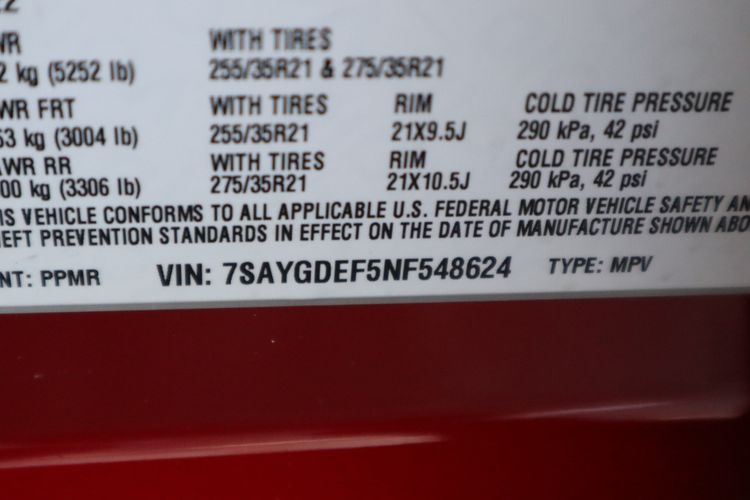 WR WITH TIRES
2 kg (5252 lb) 255/35R21 & 275/35R21
WR FRT WITH TIRES RIM COLD TIRE PRESSURE
63 kg (3004 lb) 255/35R21 21X9.5J 290 kPa, 42 psi
WR RR WITH TIRES RIM COLD TIRE PRESSURE
00 kg (3306 lb) 275/35R21 21X10.5J 290 kPa, 42 psi
IS VEHICLE CONFORMS TO ALL APPLICABLE U.S. FEDERAL MOTOR VEHICLE SAFETY AN
EFT PREVENTION STANDARDS IN EFFECT ON THE DATE OF MANUFACTURE SHOWN ABO
NT: PPMR VIN: 7SAYGDEF5NF548624 TYPE: MPV